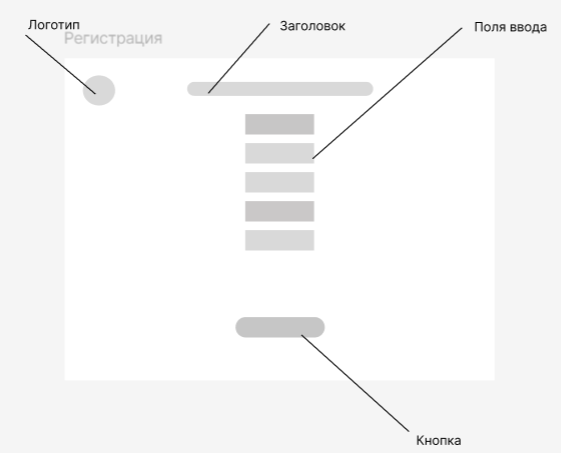 Логотип
Заголовок
Поля ввода
Регистрация
Кнопка